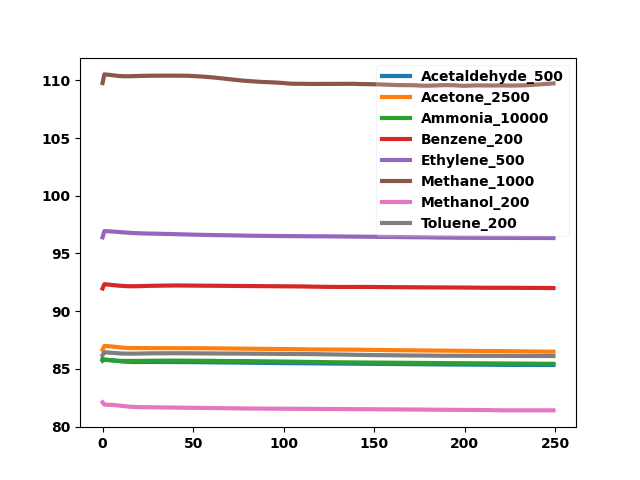 110
105
100
95
90
85
80
0
50
100
150
200
250
Acetaldehyde_500
Acetone_2500
Ammonia_10000
Benzene_200
Ethylene_500
Methane_1000
Methanol_200
Toluene_200